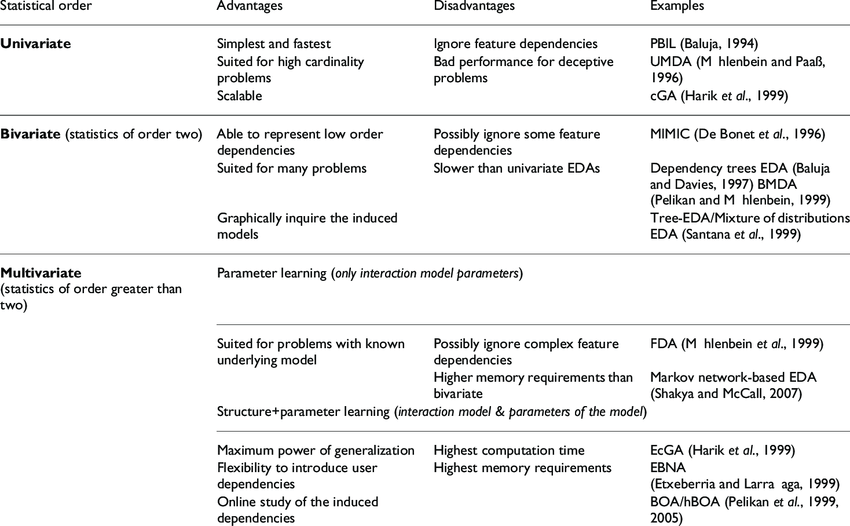 Statistical order Advantages Disadvantages Examples
Univariate Simplest and fastest Ignore feature dependencies PBIL (Baluja, 1994)
Suited for high cardinality Bad performance for deceptive UMDA (M hlenbein and Paaß,
problems problems 1996)
Scalable cGA (Harik et al., 1999)
Bivariate (statistics of order two) Able to represent low order Possibly ignore some feature MIMIC (De Bonet et al., 1996)
dependencies dependencies
Suited for many problems Slower than univariate EDAs Dependency trees EDA (Baluja
and Davies, 1997) BMDA
(Pelikan and M hlenbein, 1999)
Graphically inquire the induced Tree-EDA/Mixture of distributions
models EDA (Santana et al., 1999)
Multivariate Parameter learning (only interaction model parameters)
(statistics of order greater than
two)
Suited for problems with known Possibly ignore complex feature FDA (M hlenbein et al., 1999)
underlying model dependencies
Higher memory requirements than Markov network-based EDA
bivariate (Shakya and McCall, 2007)
Structure+parameter learning (interaction model & parameters of the model)
Maximum power of generalization Highest computation time EcGA (Harik et al., 1999)
Flexibility to introduce user Highest memory requirements EBNA
dependencies (Etxeberria and Larra aga, 1999)
Online study of the induced BOA/hBOA (Pelikan et al., 1999,
dependencies 2005)